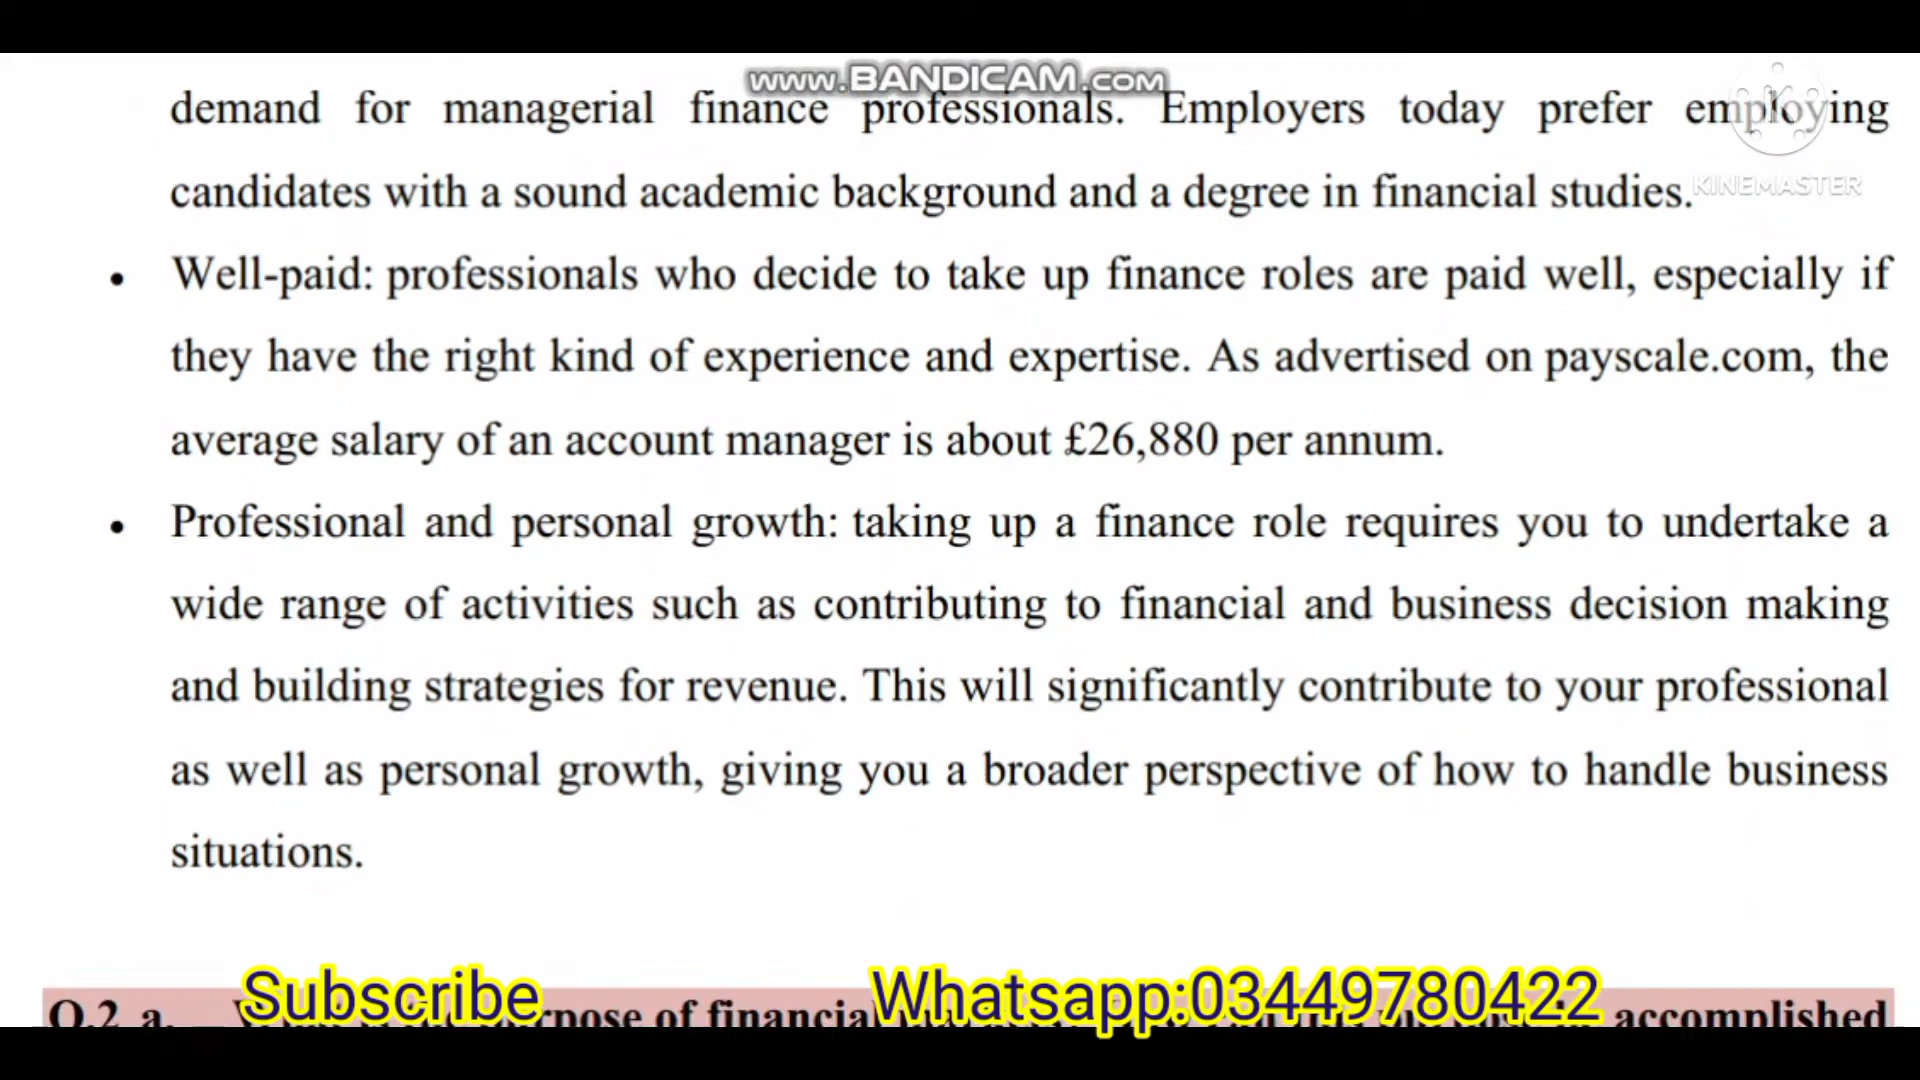 www.BANDICAM.com
demand for managerial finance professionals. Employers today prefer employing
KINEMASTER
candidates with a sound academic background and a degree in financial studies.
• Well-paid: professionals who decide to take up finance roles are paid well, especially if
they have the right kind of experience and expertise. As advertised on payscale.com, the
average salary of an account manager is about £26,880 per annum.
• Professional and personal growth: taking up a finance role requires you to undertake a
wide range of activities such as contributing to financial and business decision making
and building strategies for revenue. This will significantly contribute to your professional
as well as personal growth, giving you a broader perspective of how to handle business
situations.
Subscribe Whatsapp:03449780422
Q.2 a. purpose of financial accomplished